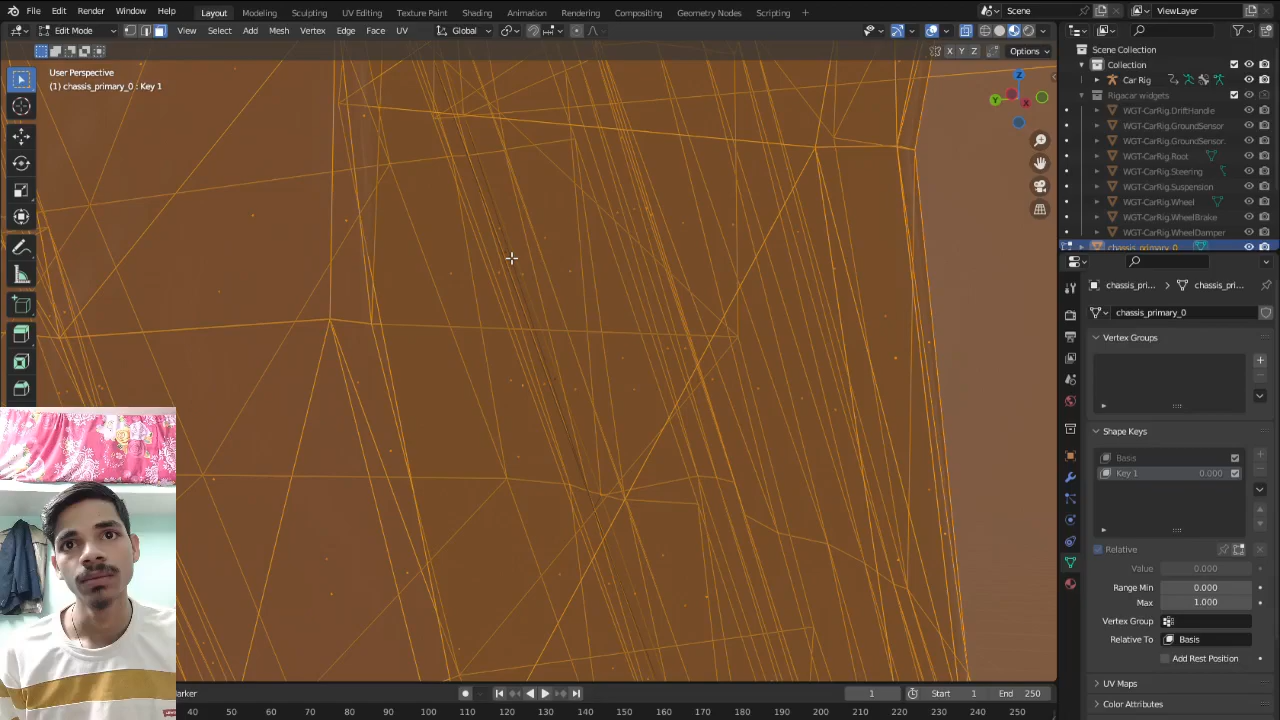 File Edit Render Window Help
Layout Modeling Sculpting UV Editing Texture Paint Shading Animation Rendering Compositing Geometry Nodes Scripting +
Scene
ViewLayer
Edit Mode
View Select Add Mesh Vertex Edge Face UV
Global
X Y Z
Options
User Perspective
(1) chassis_primary_0 : Key 1
Z
Y
X
Scene Collection
Collection
Car Rig
Rigacar widgets
WGT-CarRig.DriftHandle
WGT-CarRig.GroundSensor
WGT-CarRig.GroundSensor.
WGT-CarRig.Root
WGT-CarRig.Steering
WGT-CarRig.Suspension
WGT-CarRig.Wheel
WGT-CarRig.WheelBrake
WGT-CarRig.WheelDamper
chassis_primary_0
chassis_pri... > chassis_pri...
chassis_primary_0
Vertex Groups
Shape Keys
Basis
Key 1 0.000
Relative
Value 0.000
Range Min 0.000
Max 1.000
Vertex Group
Relative To Basis
Add Rest Position
UV Maps
Color Attributes
Marker
1
Start 1
End 250
40 50 60 70 80 90 100 110 120 130 140 150 160 170 180 190 200 210 220 230 240 250